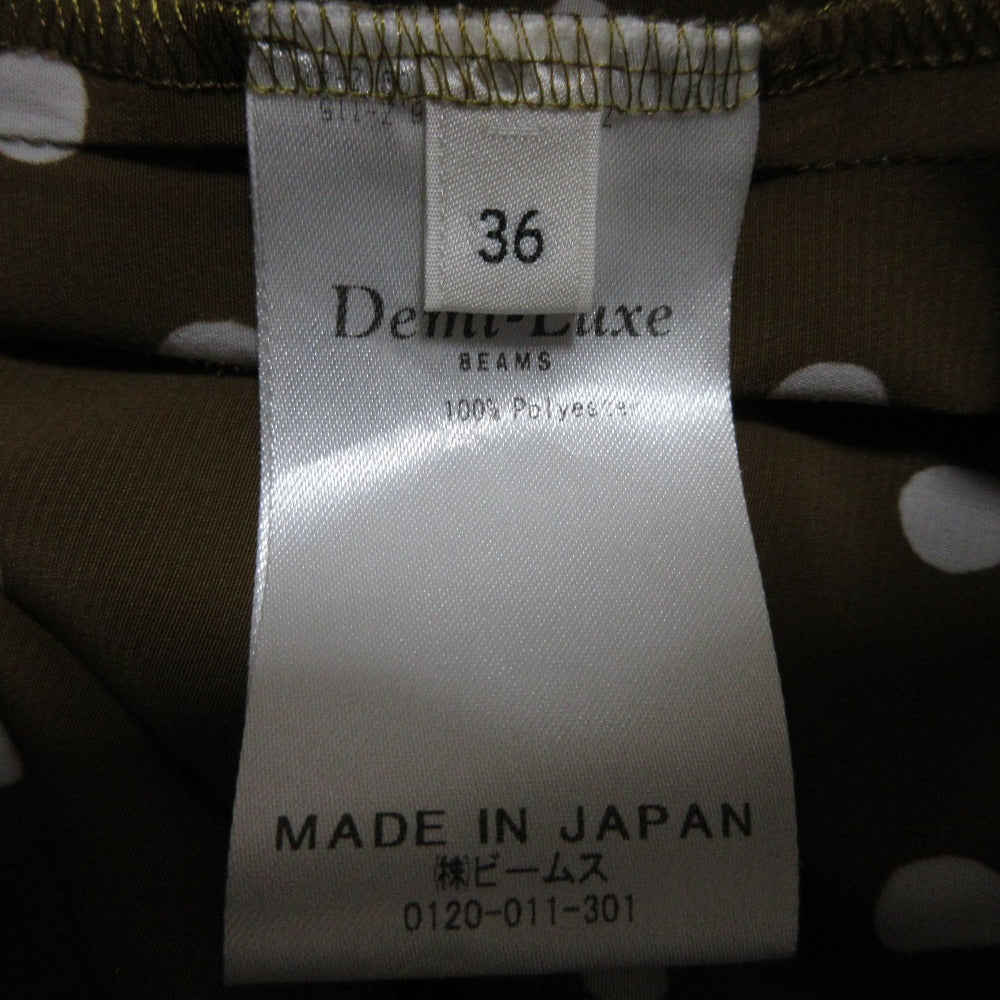 36
Demi-Luxe
BEAMS
100% Polyester
MADE IN JAPAN
㈱ビームス
0120-011-301